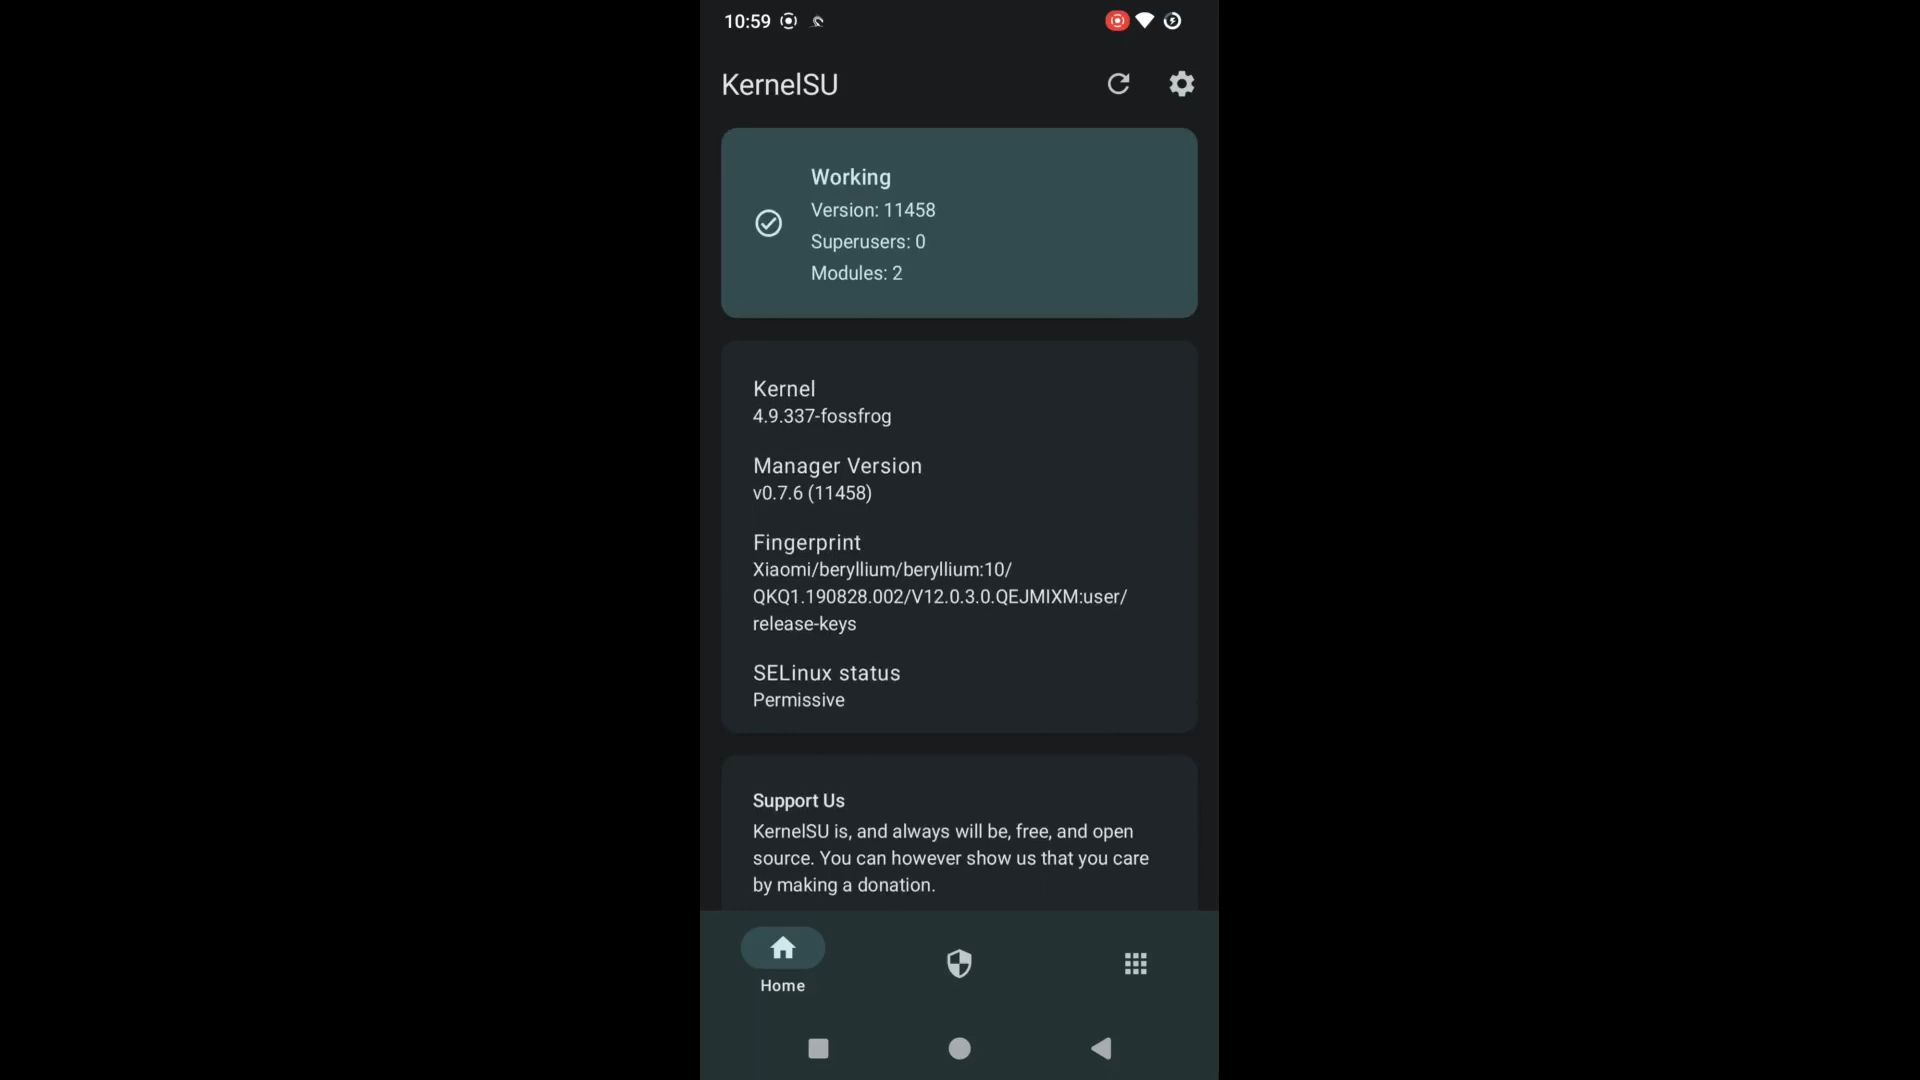 10:59
KernelSU
Working
Version: 11458
Superusers: 0
Modules: 2
Kernel
4.9.337-fossfrog
Manager Version
v0.7.6 (11458)
Fingerprint
Xiaomi/beryllium/beryllium:10/
QKQ1.190828.002/V12.0.3.0.QEJMIXM:user/
release-keys
SELinux status
Permissive
Support Us
KernelSU is, and always will be, free, and open
source. You can however show us that you care
by making a donation.
Home